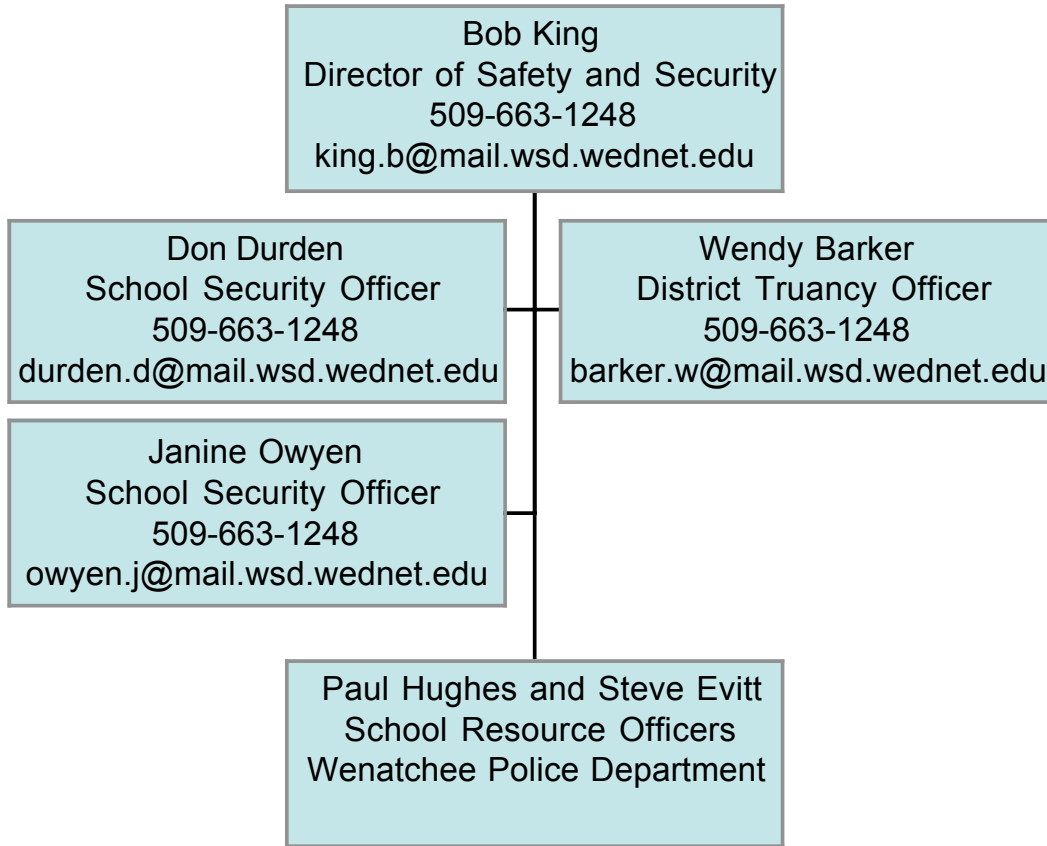 Bob King
Director of Safety and Security
509-663-1248
king.b@mail.wsd.wednet.edu
Don Durden
School Security Officer
509-663-1248
durden.d@mail.wsd.wednet.edu
Wendy Barker
District Truancy Officer
509-663-1248
barker.w@mail.wsd.wednet.edu
Janine Owyen
School Security Officer
509-663-1248
owyen.j@mail.wsd.wednet.edu
Paul Hughes and Steve Evitt
School Resource Officers
Wenatchee Police Department